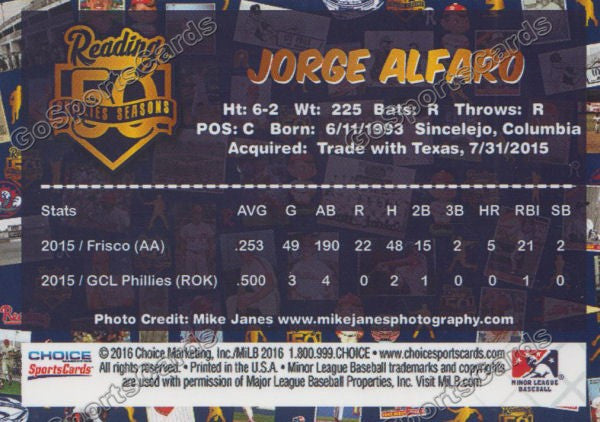 Reading
50
PHILLIES SEASONS
JORGE ALFARO
Ht: 6-2 Wt: 225 Bats: R Throws: R
POS: C Born: 6/11/1993 Sincelejo, Columbia
Acquired: Trade with Texas, 7/31/2015
Stats AVG G AB R H 2B 3B HR RBI SB
2015 / Frisco (AA) .253 49 190 22 48 15 2 5 21 2
2015 / GCL Phillies (ROK) .500 3 4 0 2 1 0 0 1 0
Photo Credit: Mike Janes www.mikejanesphotography.com
CHOICE
SportsCards
© 2016 Choice Marketing, Inc./MiLB 2016 1.800.999.CHOICE • www.choicesportscards.com
All rights reserved. • Printed in the U.S.A. • Minor League Baseball trademarks and copyrights
are used with permission of Major League Baseball Properties, Inc. Visit MiLB.com.
MINOR LEAGUE
BASEBALL
GoSportsCards
GoSportsCards
GoSportsCards
GoSportsCards